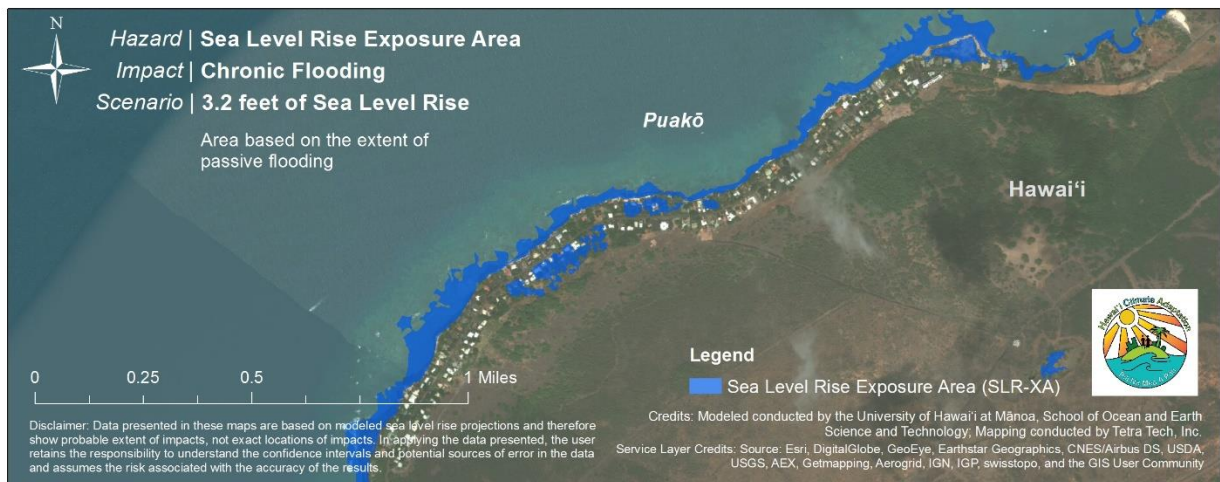 N
Hazard | Sea Level Rise Exposure Area
Impact | Chronic Flooding
Scenario | 3.2 feet of Sea Level Rise
Area based on the extent of
passive flooding
Puakō
Hawai‘i
0 0.25 0.5 1 Miles
Disclaimer: Data presented in these maps are based on modeled sea level rise projections and therefore
show probable extent of impacts, not exact locations of impacts. In applying the data presented, the user
retains the responsibility to understand the confidence intervals and potential sources of error in the data
and assumes the risk associated with the accuracy of the results.
Legend
Sea Level Rise Exposure Area (SLR-XA)
Credits: Modeled conducted by the University of Hawai‘i at Mānoa, School of Ocean and Earth
Science and Technology; Mapping conducted by Tetra Tech, Inc.
Service Layer Credits: Source: Esri, DigitalGlobe, GeoEye, Earthstar Geographics, CNES/Airbus DS, USDA,
USGS, AEX, Getmapping, Aerogrid, IGN, IGP, swisstopo, and the GIS User Community
Hawai‘i Climate Adaptation